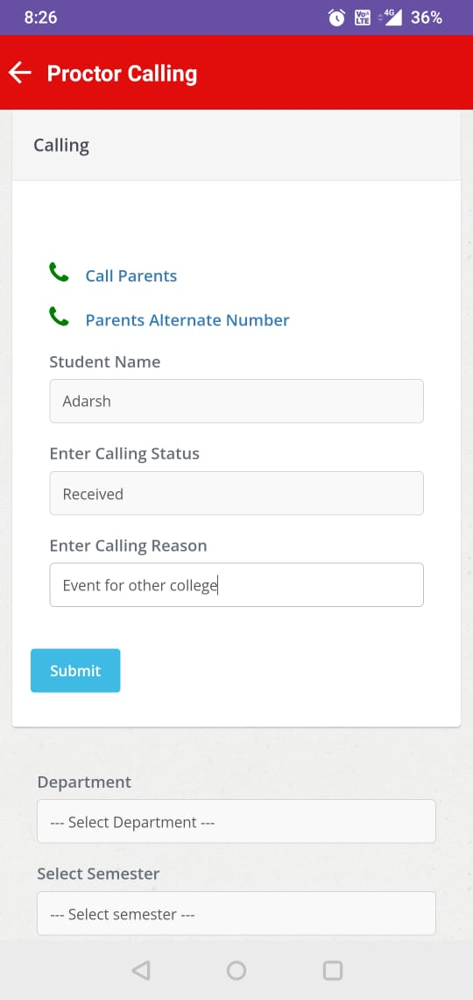 8:26 Vo» LTE 4G 36%
Proctor Calling
Calling
Call Parents
Parents Alternate Number
Student Name
Adarsh
Enter Calling Status
Received
Enter Calling Reason
Event for other college
Submit
Department
--- Select Department ---
Select Semester
--- Select semester ---